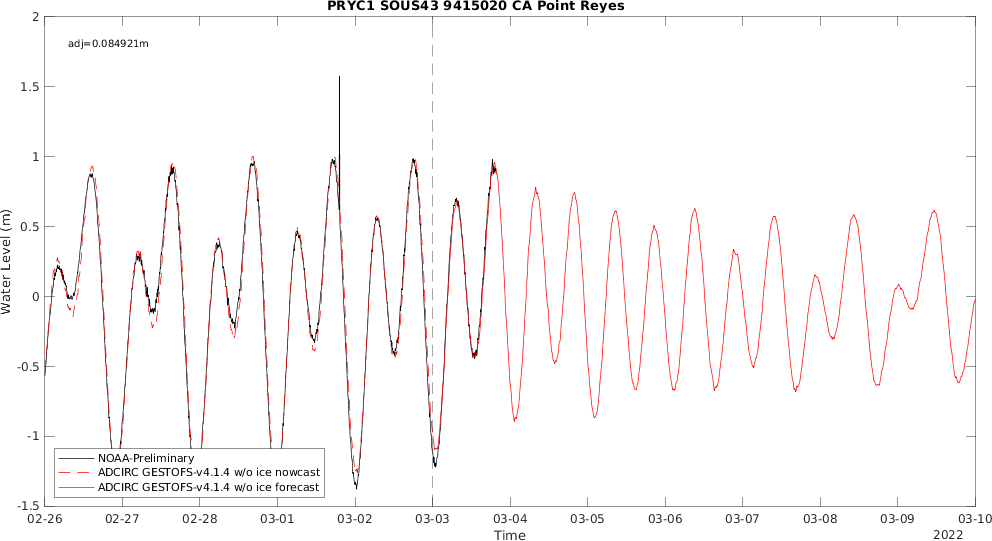 PRYC1 SOUS43 9415020 CA Point Reyes
adj=0.084921m
2
1.5
1
0.5
0
-0.5
-1
-1.5
Water Level (m)
NOAA-Preliminary
ADCIRC GESTOFS-v4.1.4 w/o ice nowcast
ADCIRC GESTOFS-v4.1.4 w/o ice forecast
02-26 02-27 02-28 03-01 03-02 03-03 03-04 03-05 03-06 03-07 03-08 03-09 03-10
Time
2022